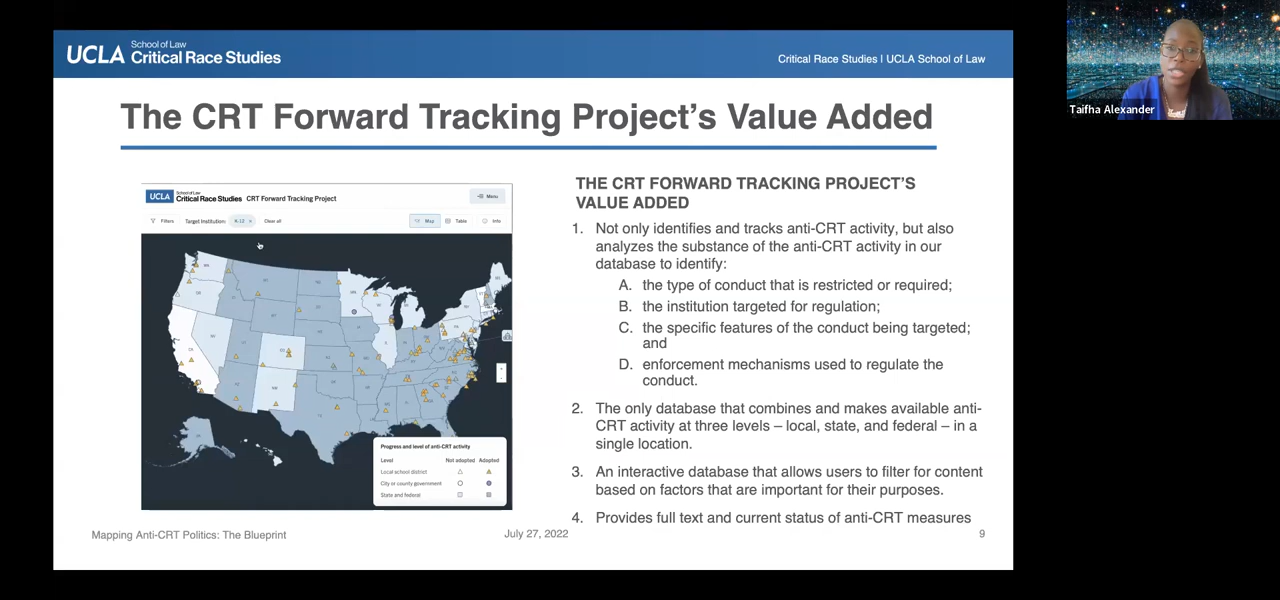 UCLA School of Law
Critical Race Studies
Critical Race Studies | UCLA School of Law
Taifha Alexander
The CRT Forward Tracking Project's Value Added
UCLA School of Law
Critical Race Studies CRT Forward Tracking Project
Menu
Filters Target Institution: K-12 × Clear all
Map Table Info
Progress and level of anti-CRT activity
Level Not adopted Adopted
Local school district
City or county government
State and federal
THE CRT FORWARD TRACKING PROJECT'S
VALUE ADDED
1. Not only identifies and tracks anti-CRT activity, but also
analyzes the substance of the anti-CRT activity in our
database to identify:
A. the type of conduct that is restricted or required;
B. the institution targeted for regulation;
C. the specific features of the conduct being targeted;
and
D. enforcement mechanisms used to regulate the
conduct.
2. The only database that combines and makes available anti-
CRT activity at three levels – local, state, and federal – in a
single location.
3. An interactive database that allows users to filter for content
based on factors that are important for their purposes.
4. Provides full text and current status of anti-CRT measures
Mapping Anti-CRT Politics: The Blueprint
July 27, 2022
9